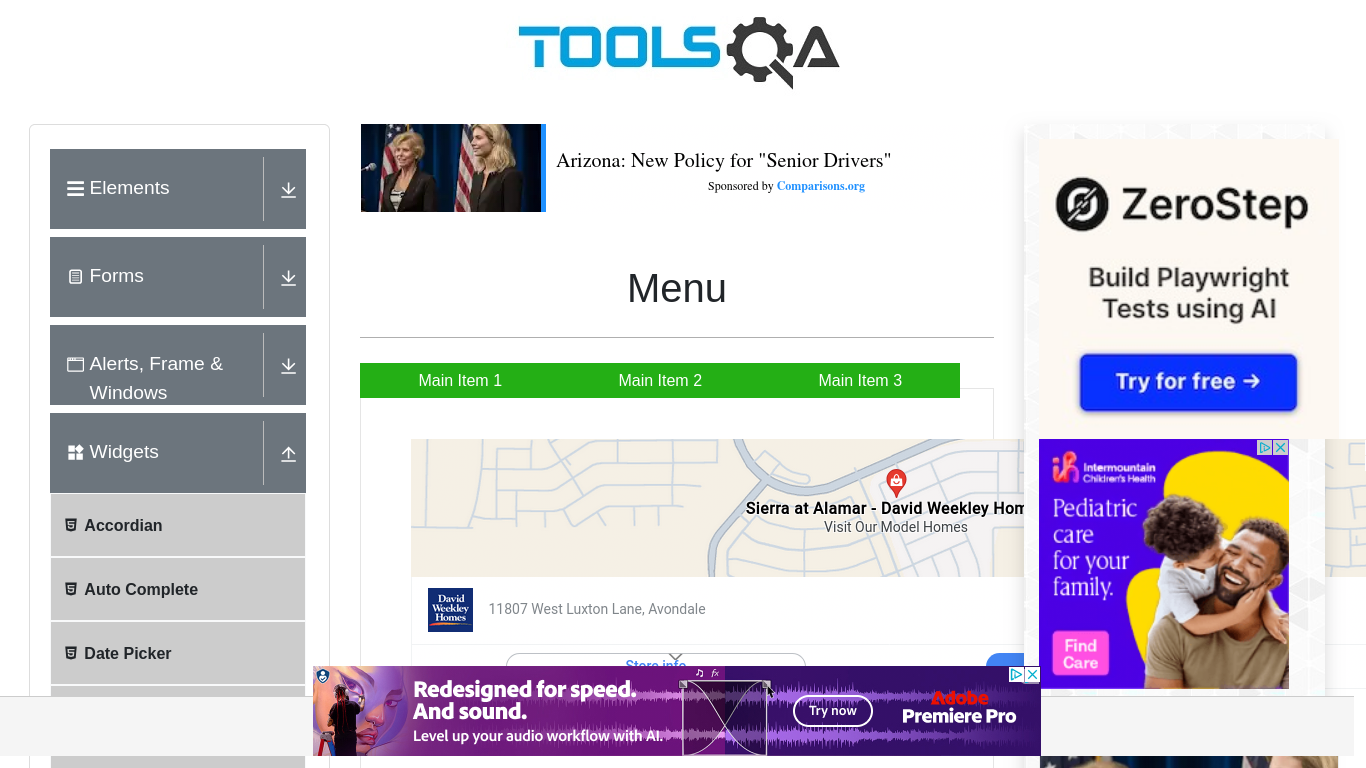 TOOLSQA
Elements
Forms
Alerts, Frame &
Windows
Widgets
Accordian
Auto Complete
Date Picker
Arizona: New Policy for "Senior Drivers"
Sponsored by Comparisons.org
Menu
Main Item 1
Main Item 2
Main Item 3
Sierra at Alamar - David Weekley Hom
Visit Our Model Homes
David
Weekley
Homes
11807 West Luxton Lane, Avondale
Store info
ZeroStep
Build Playwright
Tests using AI
Try for free →
Intermountain
Children's Health
Pediatric
care
for your
family.
Find
Care
Redesigned for speed.
And sound.
Level up your audio workflow with AI.
fx
Try now
Adobe
Premiere Pro